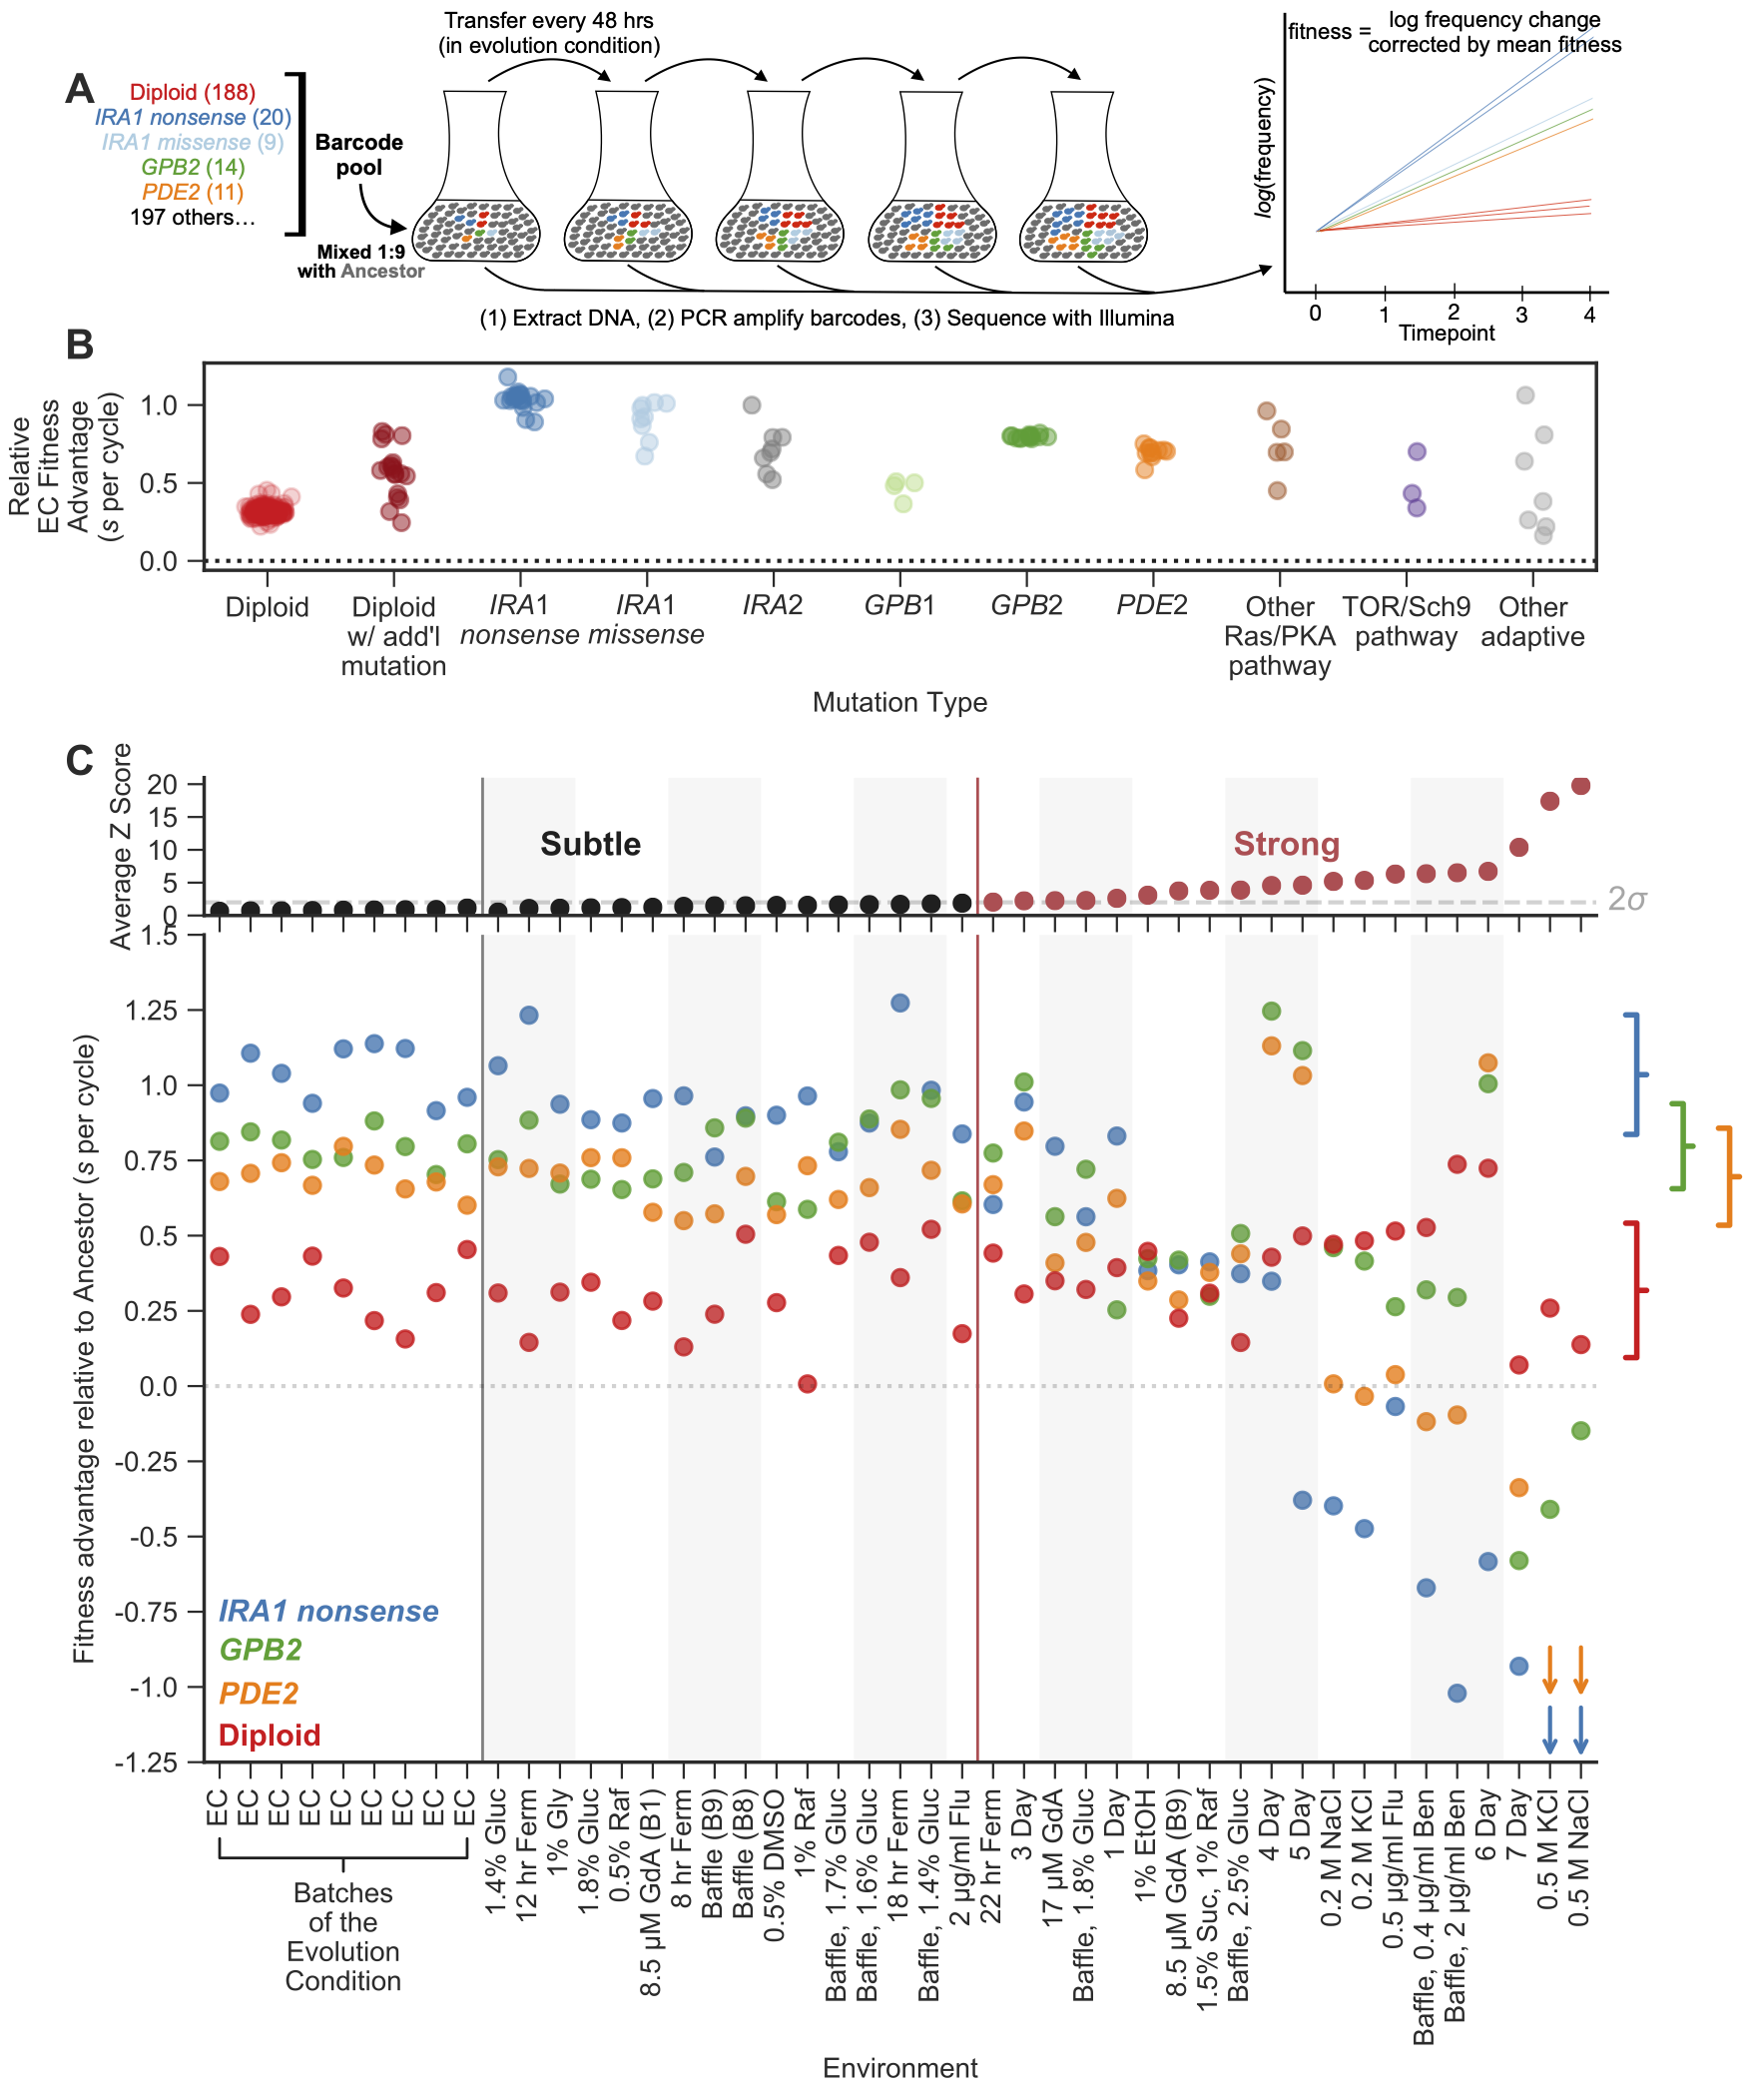 A
Diploid (188)
IRA1 nonsense (20)
IRA1 missense (9)
GPB2 (14)
PDE2 (11)
197 others…
Barcode
pool
Mixed 1:9
with Ancestor
Transfer every 48 hrs
(in evolution condition)
(1) Extract DNA, (2) PCR amplify barcodes, (3) Sequence with Illumina
fitness = log frequency change
corrected by mean fitness
log(frequency)
0 1 2 3 4
Timepoint
B
Relative
EC Fitness
Advantage
(s per cycle)
1.0
0.5
0.0
Diploid
Diploid
w/ add'l
mutation
IRA1
nonsense
IRA1
missense
IRA2
GPB1
GPB2
PDE2
Other
Ras/PKA
pathway
TOR/Sch9
pathway
Other
adaptive
Mutation Type
C
Average Z Score
20
15
10
5
0
Subtle
Strong
2σ
Fitness advantage relative to Ancestor (s per cycle)
1.5
1.25
1.0
0.75
0.5
0.25
0.0
-0.25
-0.5
-0.75
-1.0
-1.25
IRA1 nonsense
GPB2
PDE2
Diploid
EC
EC
EC
EC
EC
EC
EC
EC
EC
1.4% Gluc
12 hr Ferm
1% Gly
1.8% Gluc
0.5% Raf
8.5 μM GdA (B1)
8 hr Ferm
Baffle (B9)
Baffle (B8)
0.5% DMSO
1% Raf
Baffle, 1.7% Gluc
Baffle, 1.6% Gluc
18 hr Ferm
Baffle, 1.4% Gluc
2 μg/ml Flu
22 hr Ferm
3 Day
17 μM GdA
Baffle, 1.8% Gluc
1 Day
1% EtOH
8.5 μM GdA (B9)
1.5% Suc, 1% Raf
Baffle, 2.5% Gluc
4 Day
5 Day
0.2 M NaCl
0.2 M KCl
0.5 μg/ml Flu
Baffle, 0.4 μg/ml Ben
Baffle, 2 μg/ml Ben
6 Day
7 Day
0.5 M KCl
0.5 M NaCl
Batches
of the
Evolution
Condition
Environment